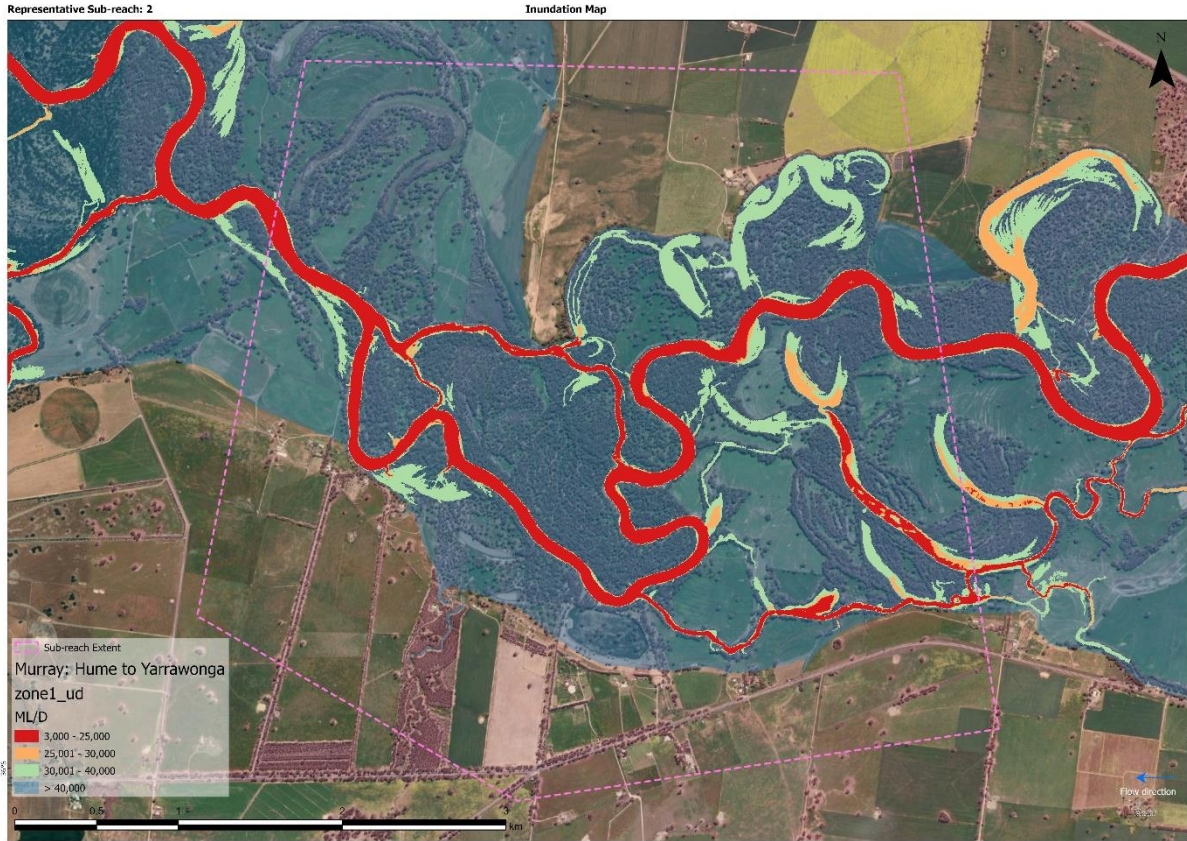 Representative Sub-reach: 2
Inundation Map
N
Sub-reach Extent
Murray: Hume to Yarrawonga
zone1_ud
ML/D
3,000 - 25,000
25,001 - 30,000
30,001 - 40,000
> 40,000
0 0.5 1 2 3
km
Flow direction